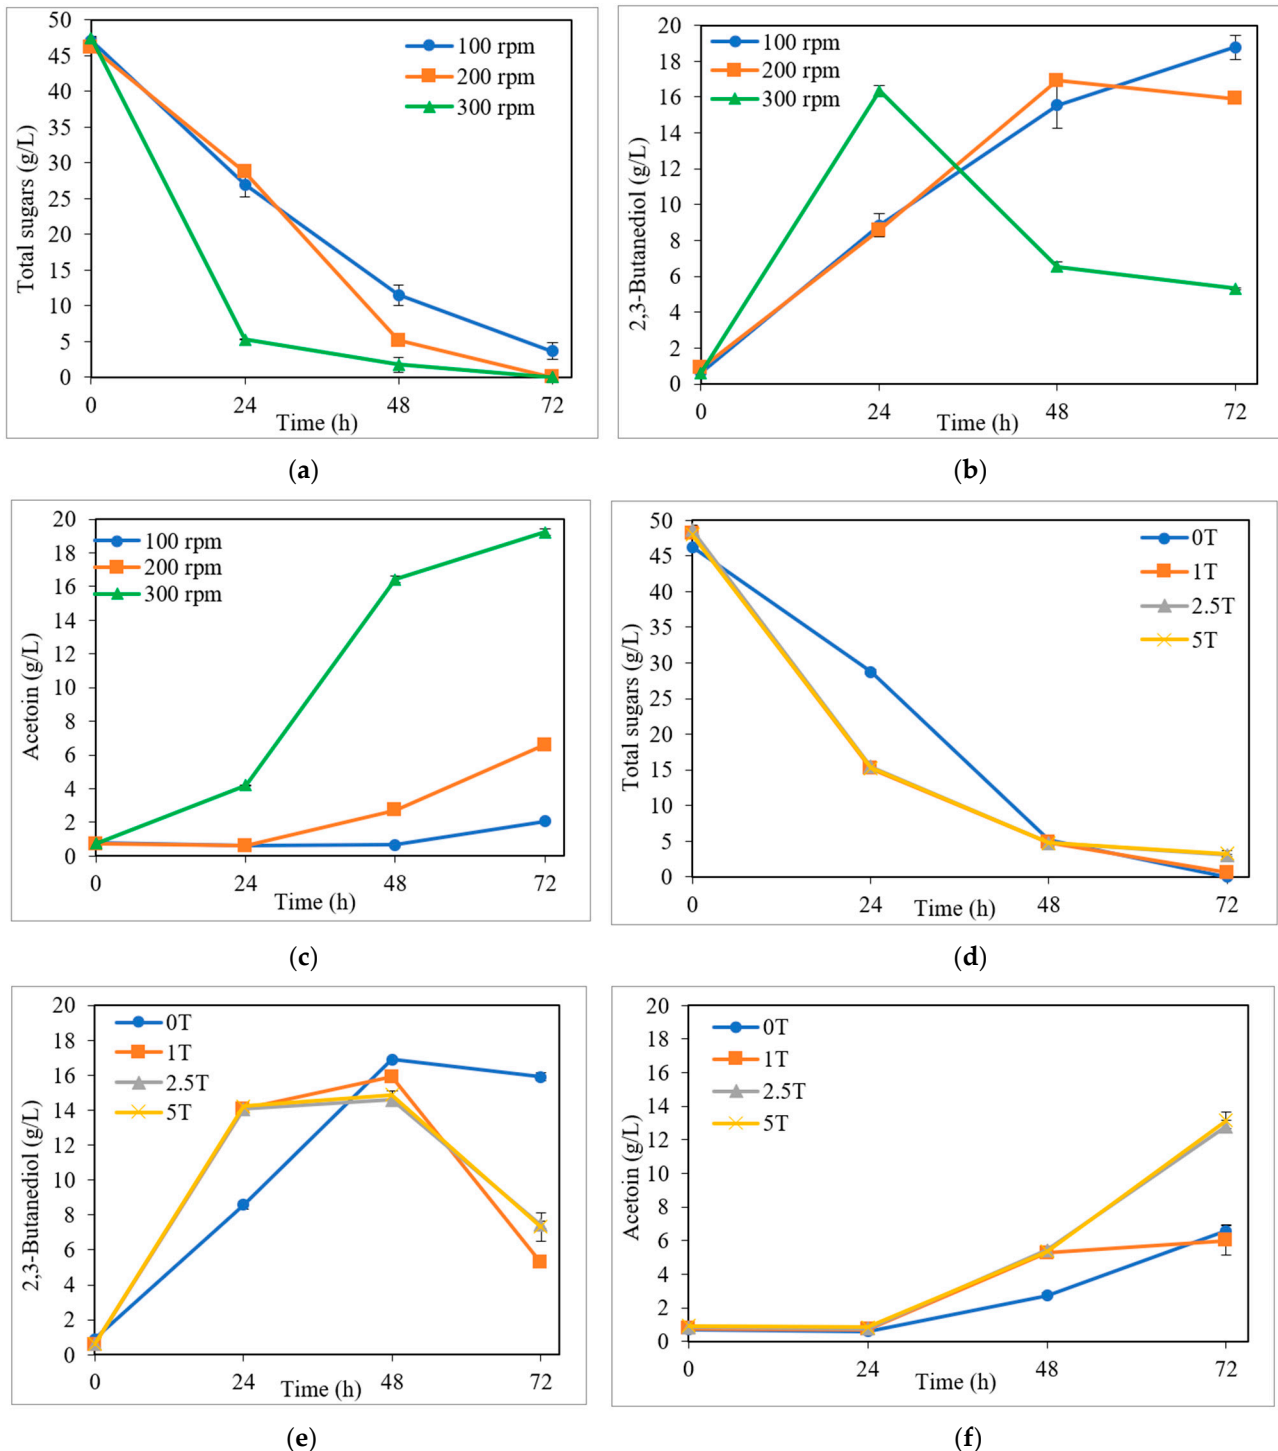 50
45
40
35
30
25
20
15
10
5
0
Total sugars (g/L)
100 rpm
200 rpm
300 rpm
0 24 48 72
Time (h)
(a)
20
18
16
14
12
10
8
6
4
2
0
2,3-Butanediol (g/L)
100 rpm
200 rpm
300 rpm
0 24 48 72
Time (h)
(b)
20
18
16
14
12
10
8
6
4
2
0
Acetoin (g/L)
100 rpm
200 rpm
300 rpm
0 24 48 72
Time (h)
(c)
50
45
40
35
30
25
20
15
10
5
0
Total sugars (g/L)
0T
1T
2.5T
5T
0 24 48 72
Time (h)
(d)
20
18
16
14
12
10
8
6
4
2
0
2,3-Butanediol (g/L)
0T
1T
2.5T
5T
0 24 48 72
Time (h)
(e)
20
18
16
14
12
10
8
6
4
2
0
Acetoin (g/L)
0T
1T
2.5T
5T
0 24 48 72
Time (h)
(f)